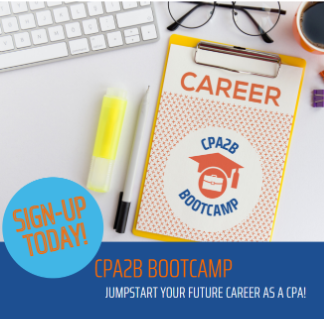 CAREER
CPA2B
BOOTCAMP
SIGN-UP
TODAY!
CPA2B BOOTCAMP
JUMPSTART YOUR FUTURE CAREER AS A CPA!